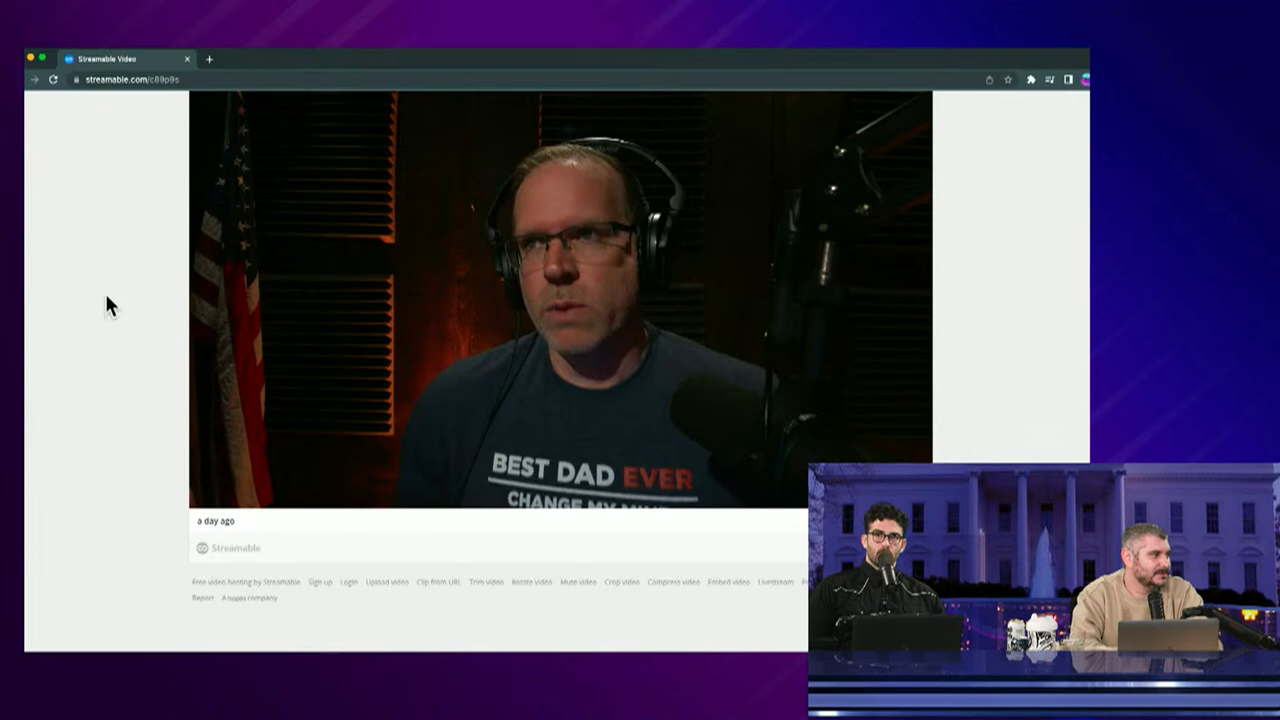 Streamable Video
streamable.com/c89p9s
BEST DAD EVER
CHANGE MY
a day ago
Streamable
Free video hosting by Streamable Sign up Login Upload video Clip from URL Trim video Rotate video Mute video Crop video Compress video Embed video Livestream
Report A hopin company